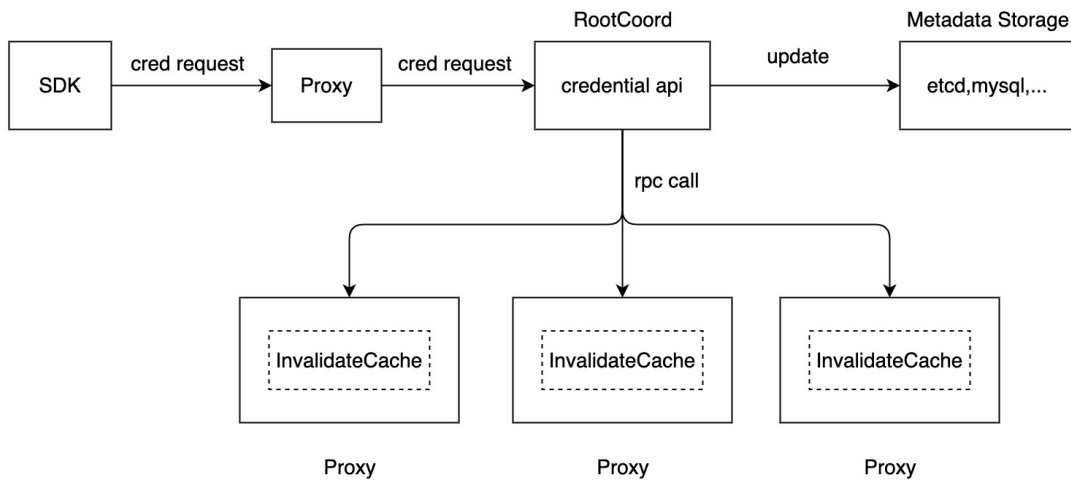 RootCoord
Metadata Storage
SDK
cred request
Proxy
cred request
credential api
update
etcd,mysql,...
rpc call
InvalidateCache
InvalidateCache
InvalidateCache
Proxy
Proxy
Proxy